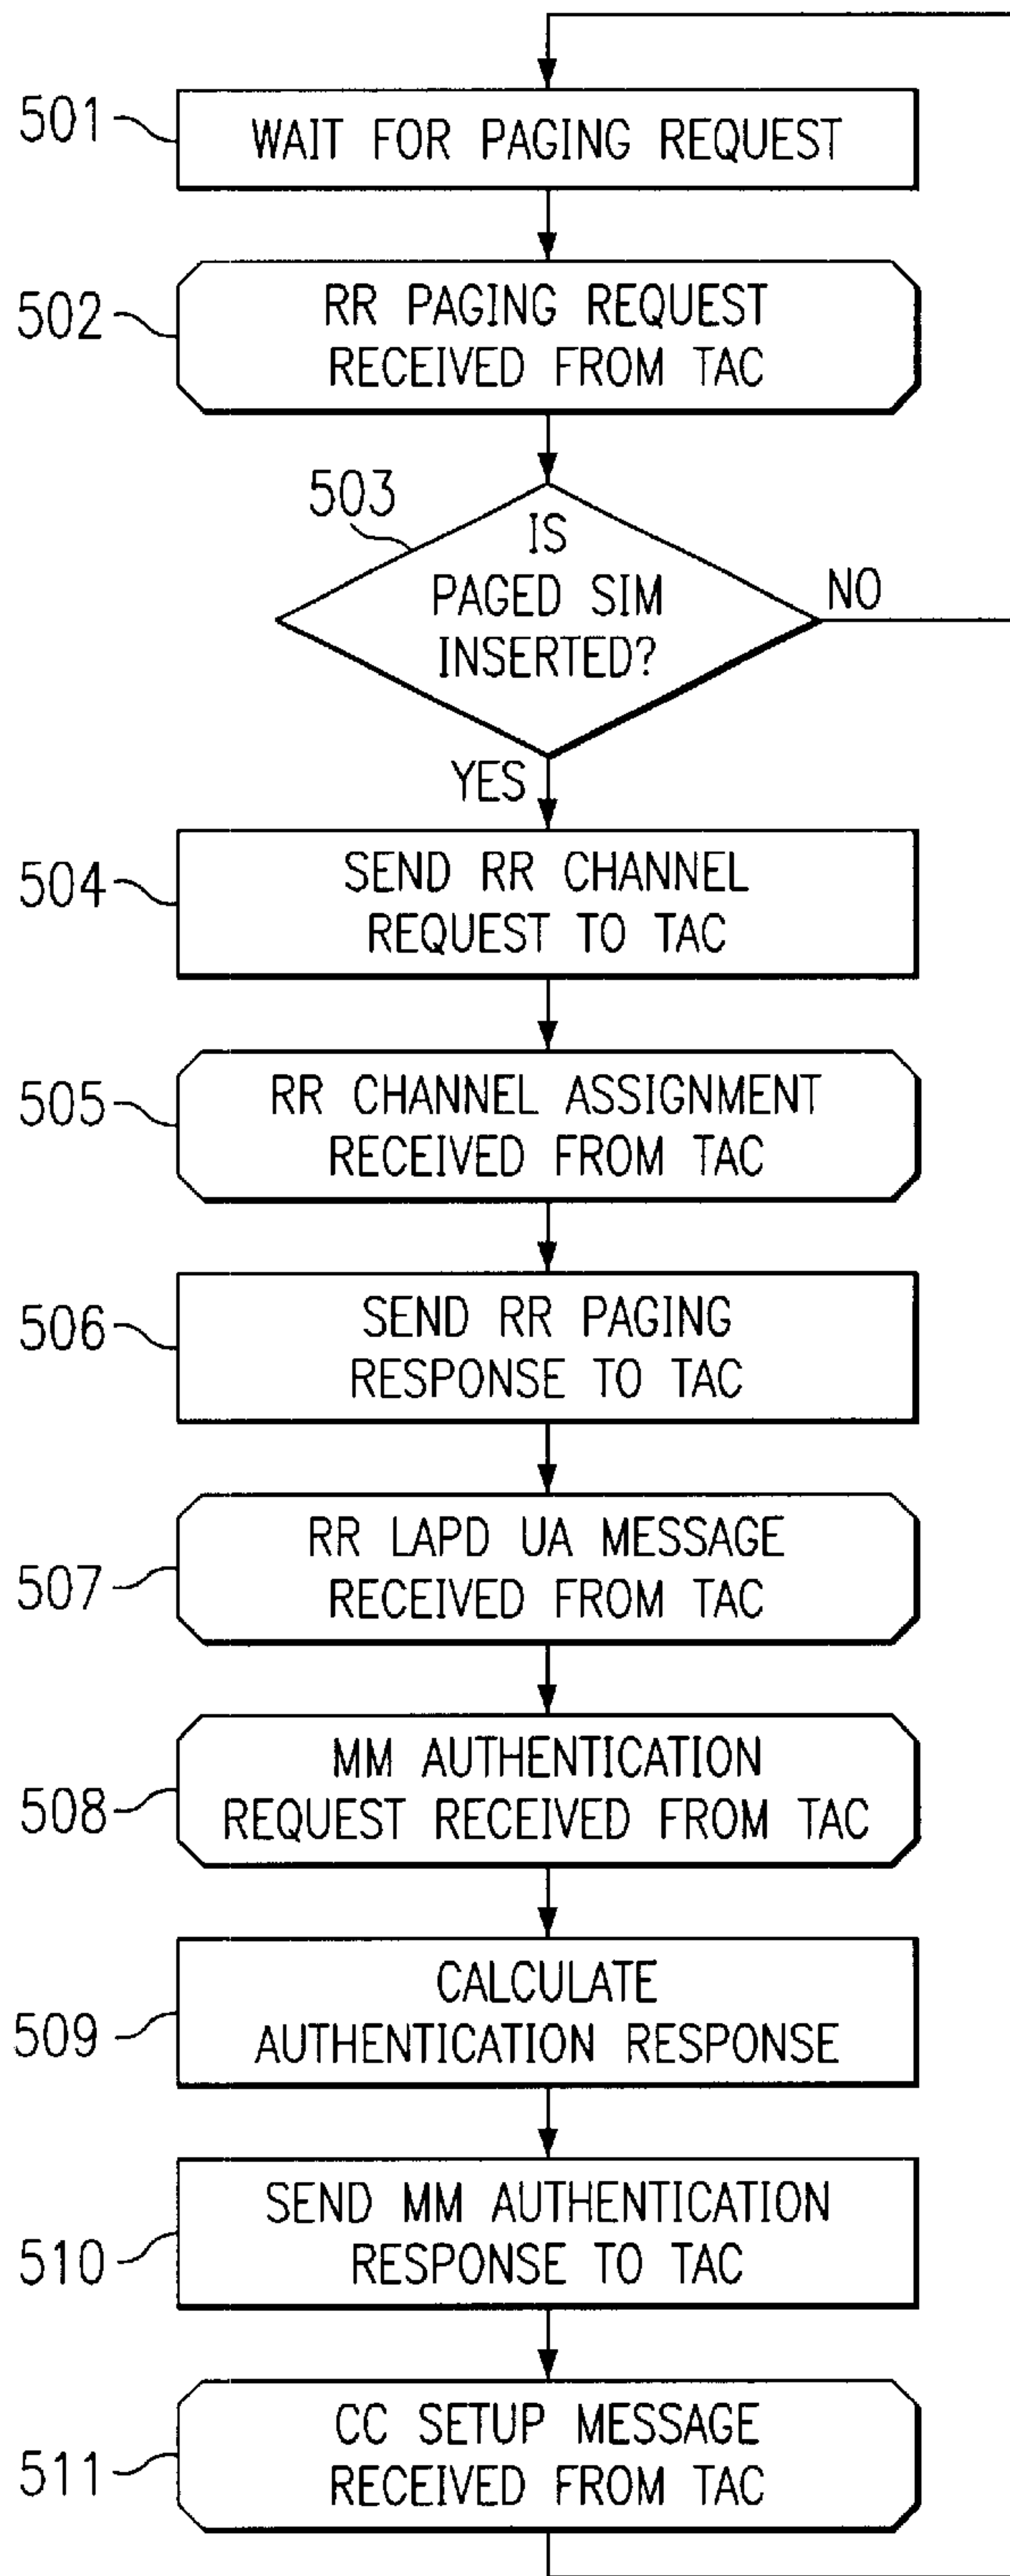 501
WAIT FOR PAGING REQUEST
502
RR PAGING REQUEST
RECEIVED FROM TAC
503
IS
PAGED SIM
INSERTED?
NO
YES
504
SEND RR CHANNEL
REQUEST TO TAC
505
RR CHANNEL ASSIGNMENT
RECEIVED FROM TAC
506
SEND RR PAGING
RESPONSE TO TAC
507
RR LAPD UA MESSAGE
RECEIVED FROM TAC
508
MM AUTHENTICATION
REQUEST RECEIVED FROM TAC
509
CALCULATE
AUTHENTICATION RESPONSE
510
SEND MM AUTHENTICATION
RESPONSE TO TAC
511
CC SETUP MESSAGE
RECEIVED FROM TAC